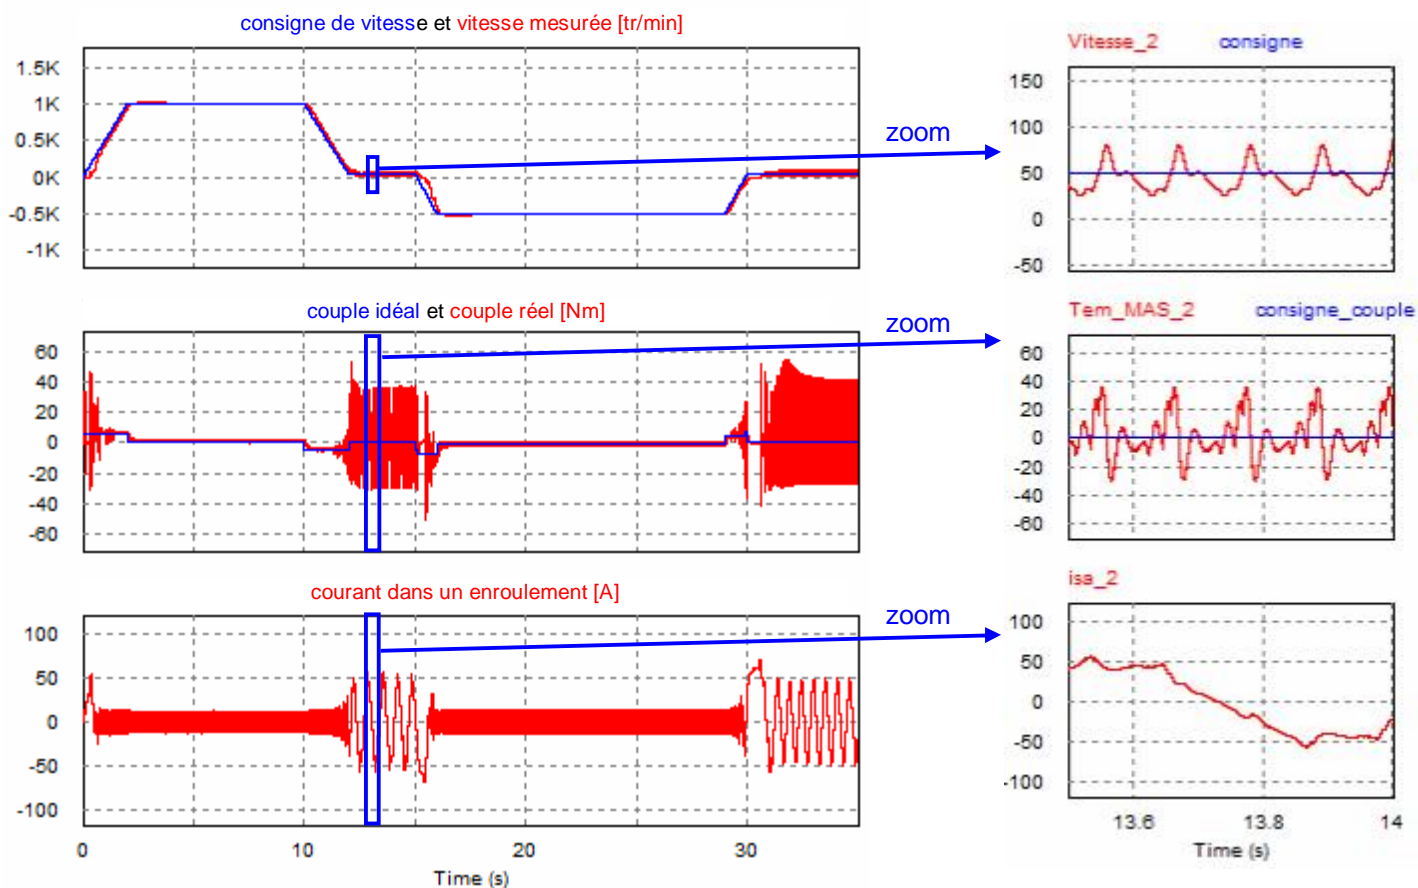 consigne de vitesse et vitesse mesurée [tr/min]
1.5K
1K
0.5K
0K
-0.5K
-1K
zoom
Vitesse_2 consigne
150
100
50
0
-50
couple idéal et couple réel [Nm]
60
40
20
0
-20
-40
-60
zoom
Tem_MAS_2 consigne_couple
60
40
20
0
-20
-40
-60
courant dans un enroulement [A]
100
50
0
-50
-100
0 10 20 30
Time (s)
zoom
isa_2
100
50
0
-50
-100
13.6 13.8 14
Time (s)